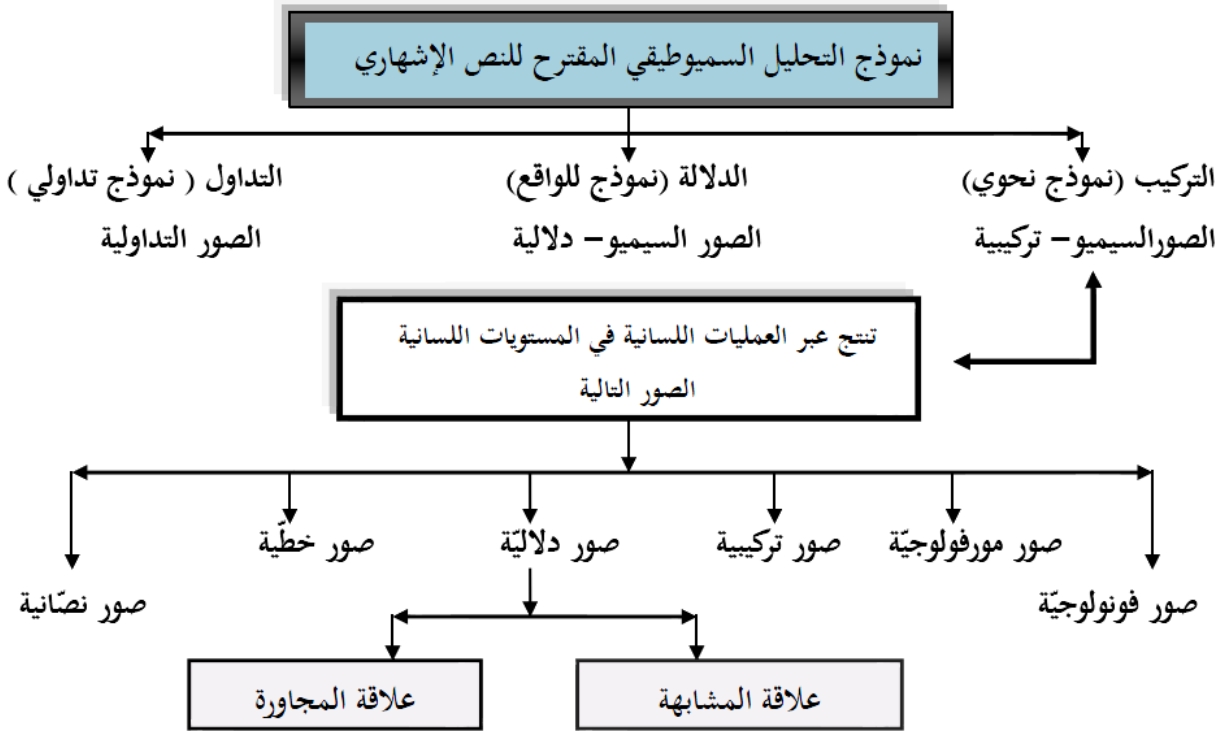 نموذج التحليل السميوطيقي المقترح للنص الإشهاري
التركيب (نموذج نحوي)
الصورالسيميو– تركيبية
الدلالة (نموذج للواقع)
الصور السيميو– دلالية
التداول ( نموذج تداولي )
الصور التداولية
تنتج عبر العمليات اللسانية في المستويات اللسانية
الصور التالية
صور فونولوجيّة
صور مورفولوجيّة
صور تركيبية
صور دلاليّة
صور خطّية
صور نصّانية
علاقة المشابهة
علاقة المجاورة